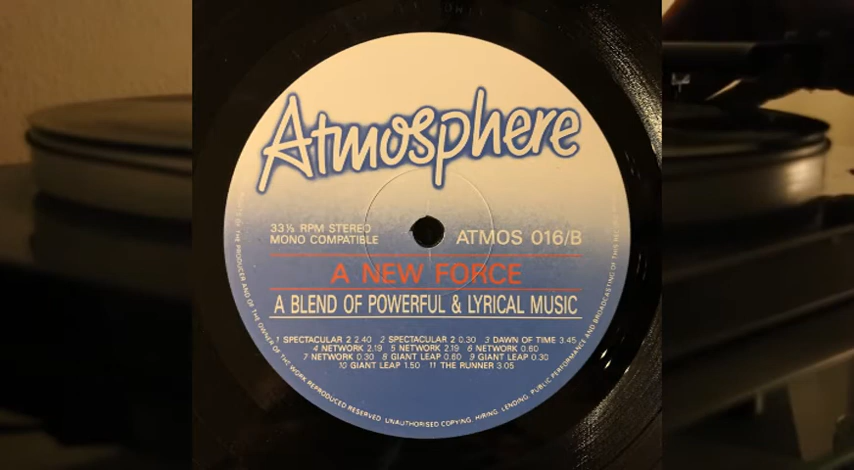 Atmosphere
33⅓ RPM STEREO
MONO COMPATIBLE
ATMOS 016/B
A NEW FORCE
A BLEND OF POWERFUL & LYRICAL MUSIC
1 SPECTACULAR 2 2.40 2 SPECTACULAR 2 0.30 3 DAWN OF TIME 3.45
4 NETWORK 2.19 5 NETWORK 2.19 6 NETWORK 0.60
7 NETWORK 0.30 8 GIANT LEAP 0.60 9 GIANT LEAP 0.30
10 GIANT LEAP 1.50 11 THE RUNNER 3.05
OF THE PRODUCER AND OF THE OWNER OF THE WORK REPRODUCED RESERVED. UNAUTHORISED COPYING, HIRING, LENDING, PUBLIC PERFORMANCE AND BROADCASTING OF THIS